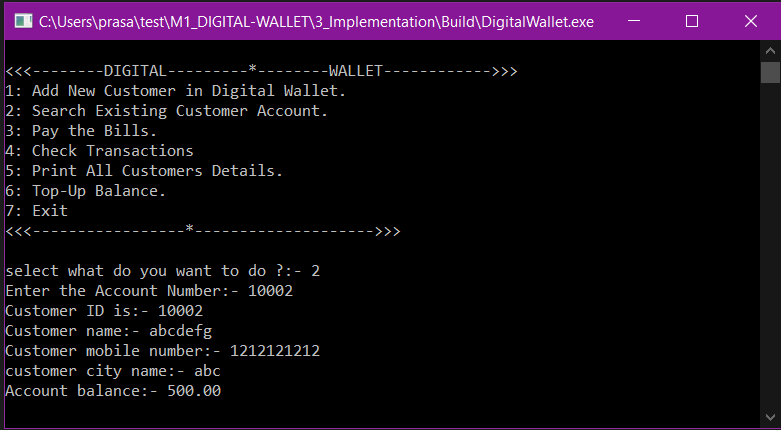 C:\Users\prasa\test\M1_DIGITAL-WALLET\3_Implementation\Build\DigitalWallet.exe
<<<--------DIGITAL---------*--------WALLET------------>>>
1: Add New Customer in Digital Wallet.
2: Search Existing Customer Account.
3: Pay the Bills.
4: Check Transactions
5: Print All Customers Details.
6: Top-Up Balance.
7: Exit
<<<-----------------*-------------------->>>
select what do you want to do ?:- 2
Enter the Account Number:- 10002
Customer ID is:- 10002
Customer name:- abcdefg
Customer mobile number:- 1212121212
customer city name:- abc
Account balance:- 500.00